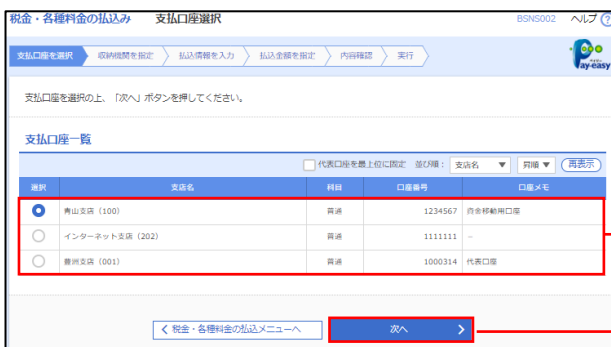 税金・各種料金の払込み 支払口座選択 BSNS002 ヘルプ ?
支払口座を選択 収納機関を指定 払込情報を入力 払込金額を指定 内容確認 実行
Pay-easy
支払口座を選択の上、「次へ」ボタンを押してください。
支払口座一覧
代表口座を最上位に固定 並び順： 支店名 ▼ 昇順 ▼ 再表示
選択 支店名 科目 口座番号 口座メモ
青山支店（100） 普通 1234567 資金移動用口座
インターネット支店（202） 普通 1111111 －
豊洲支店（001） 普通 1000314 代表口座
税金・各種料金の払込メニューへ 次へ